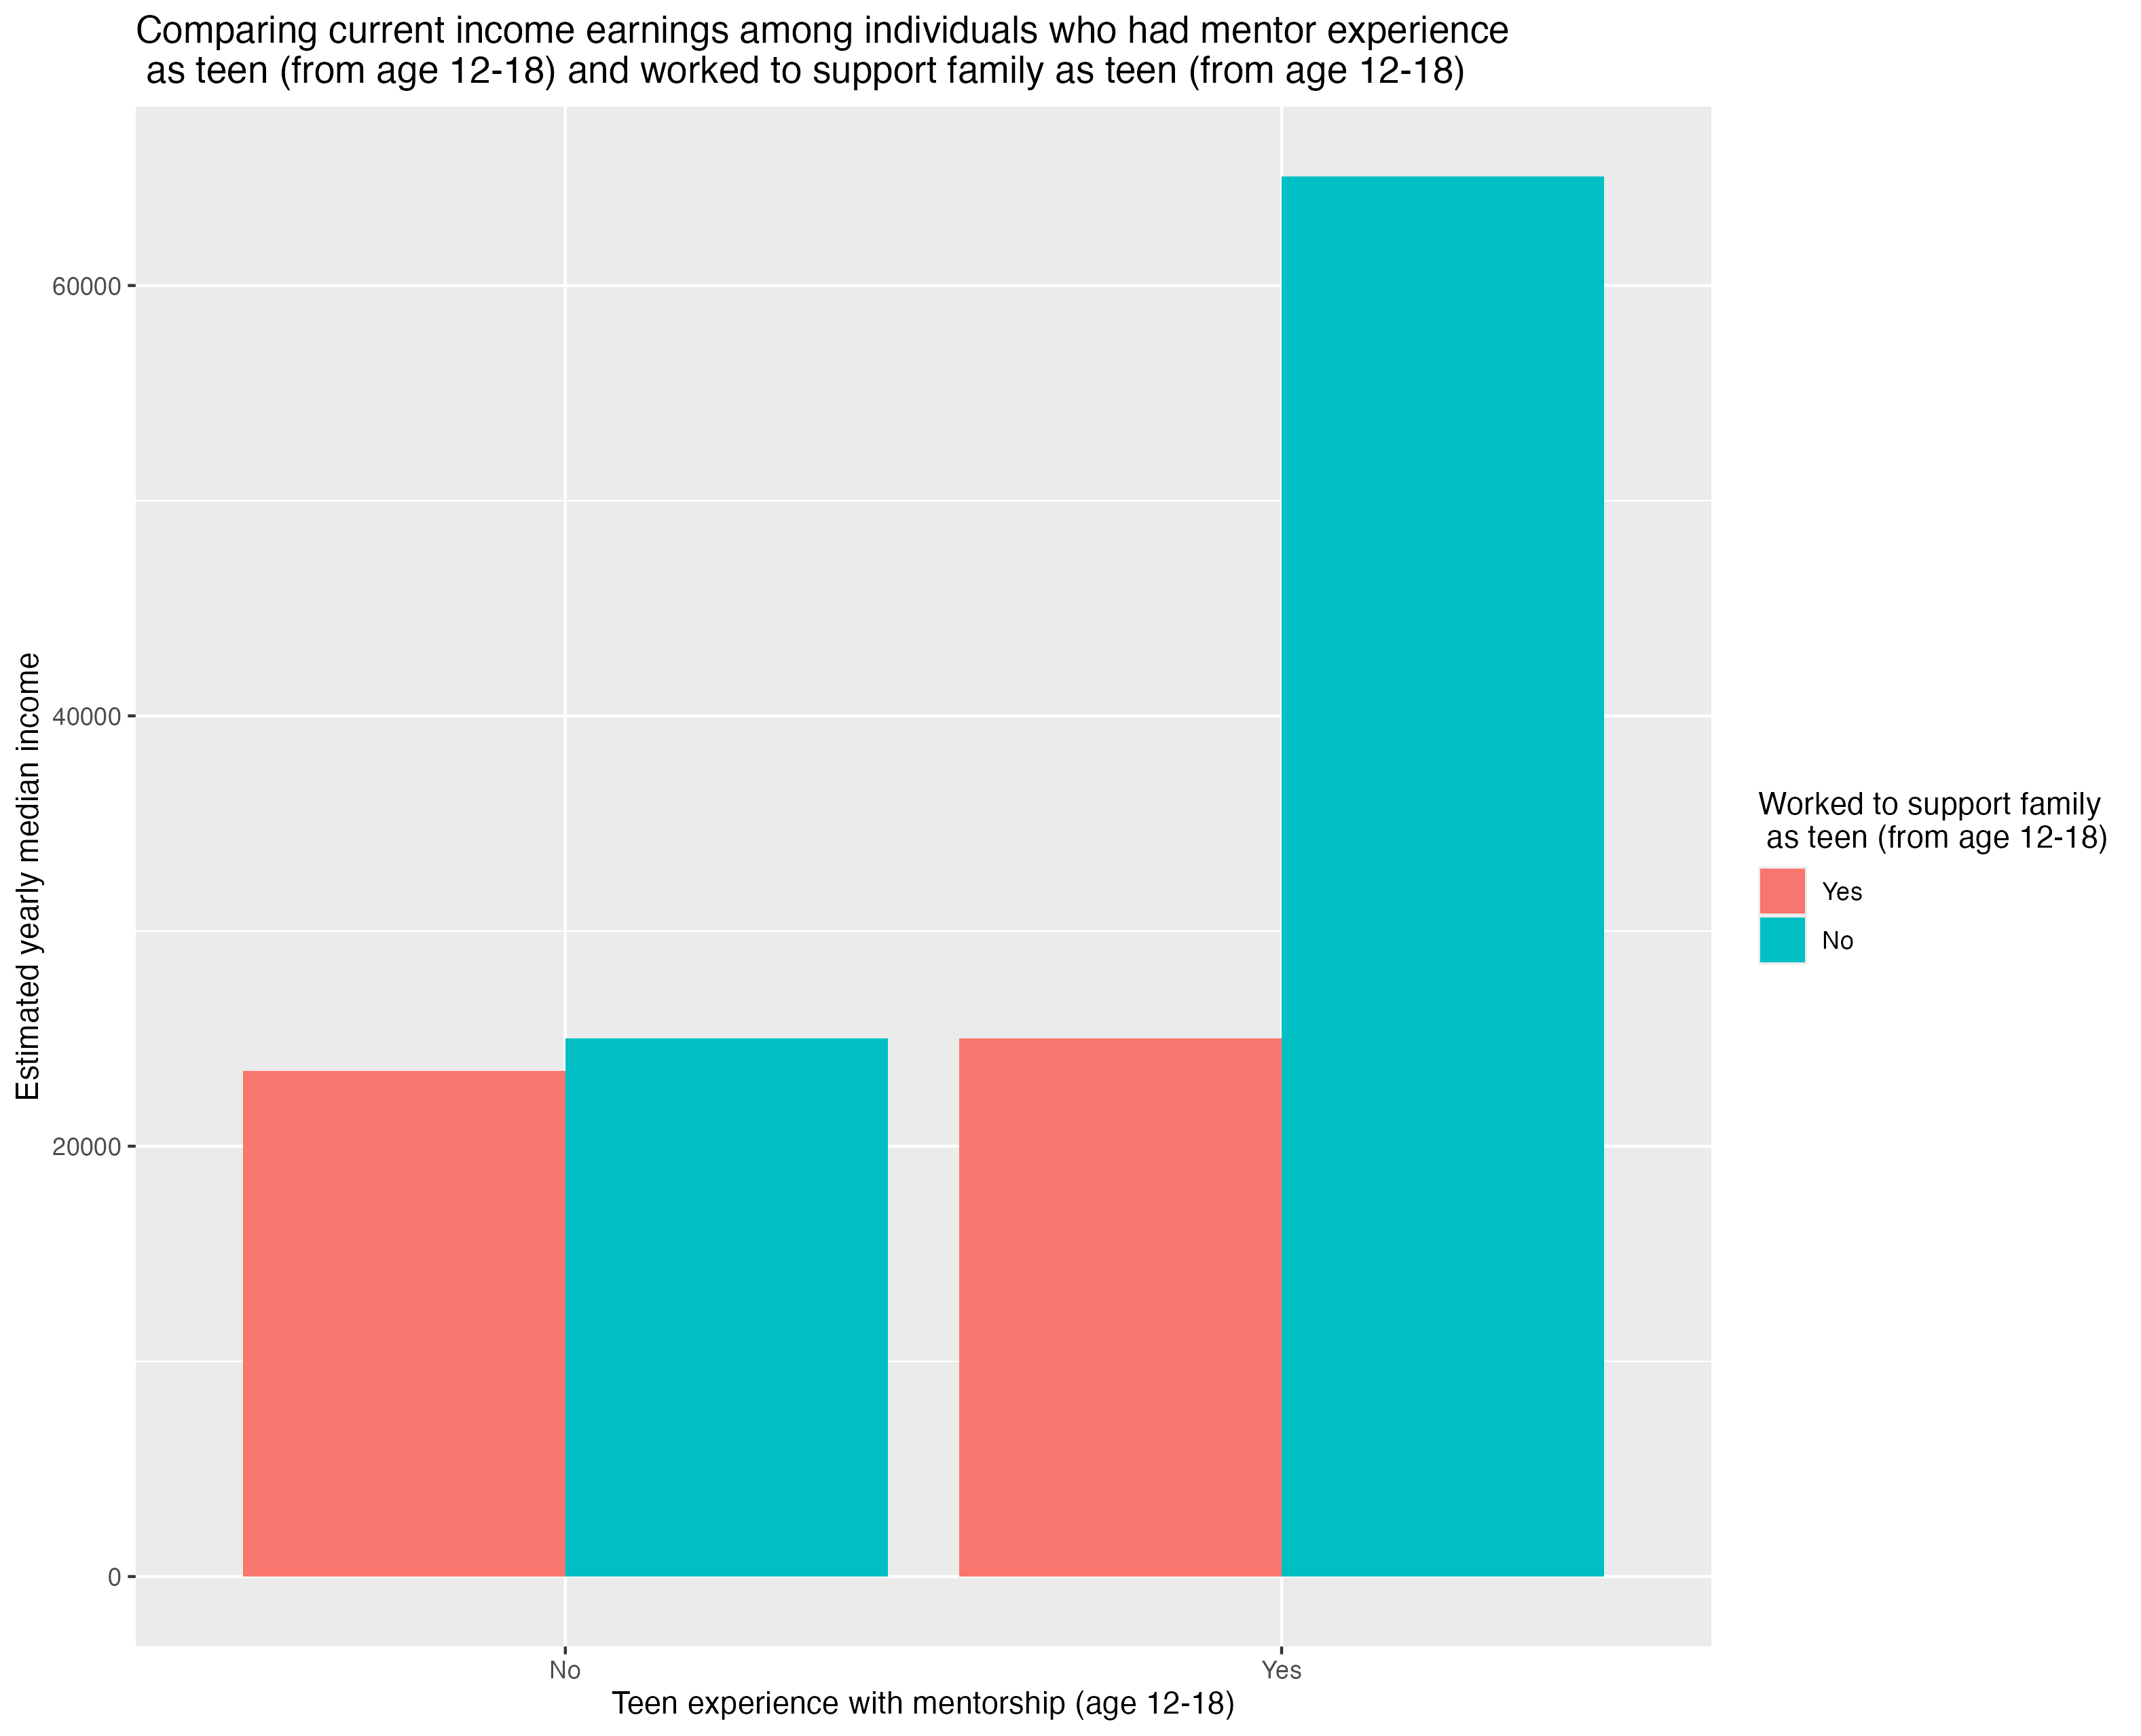 Comparing current income earnings among individuals who had mentor experience
as teen (from age 12-18) and worked to support family as teen (from age 12-18)
Estimated yearly median income
60000
40000
20000
0
No
Yes
Teen experience with mentorship (age 12-18)
Worked to support family
as teen (from age 12-18)
Yes
No